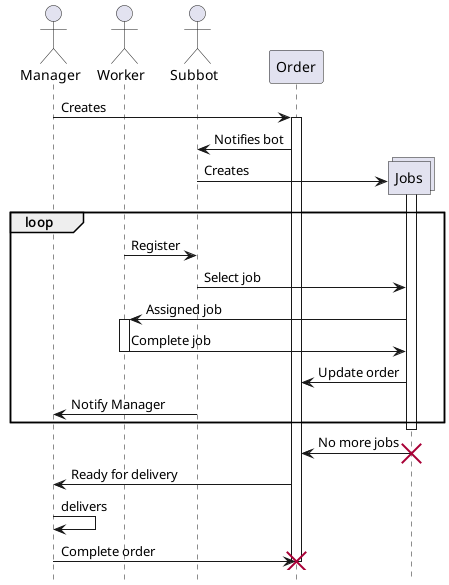 Manager
Worker
Subbot
Order
Creates
Notifies bot
Creates
Jobs
loop
Register
Select job
Assigned job
Complete job
Update order
Notify Manager
No more jobs
Ready for delivery
delivers
Complete order